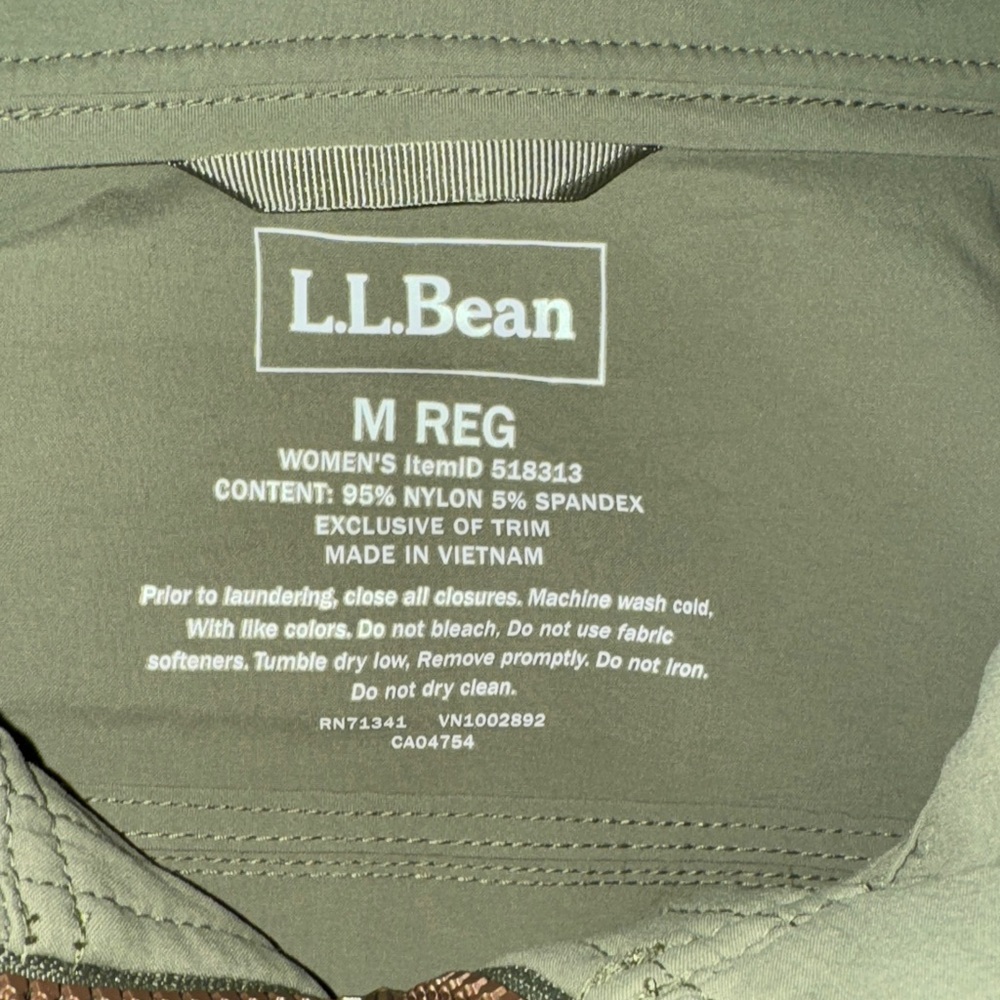 L.L.Bean
M REG
WOMEN'S ItemID 518313
CONTENT: 95% NYLON 5% SPANDEX
EXCLUSIVE OF TRIM
MADE IN VIETNAM
Prior to laundering, close all closures. Machine wash cold,
With like colors. Do not bleach, Do not use fabric
softeners. Tumble dry low, Remove promptly. Do not Iron.
Do not dry clean.
RN71341 VN1002892
CA04754